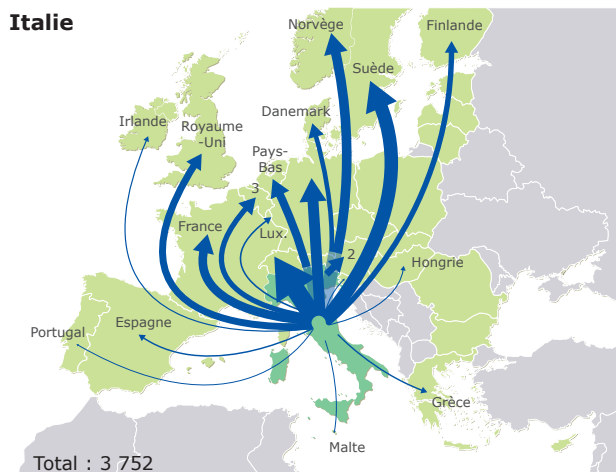 Italie
Norvège
Finlande
Suède
Irlande
Danemark
Royaume
-Uni
Pays-
Bas
3
France
Lux.
2
Hongrie
Portugal
Espagne
Grèce
Malte
Total : 3 752